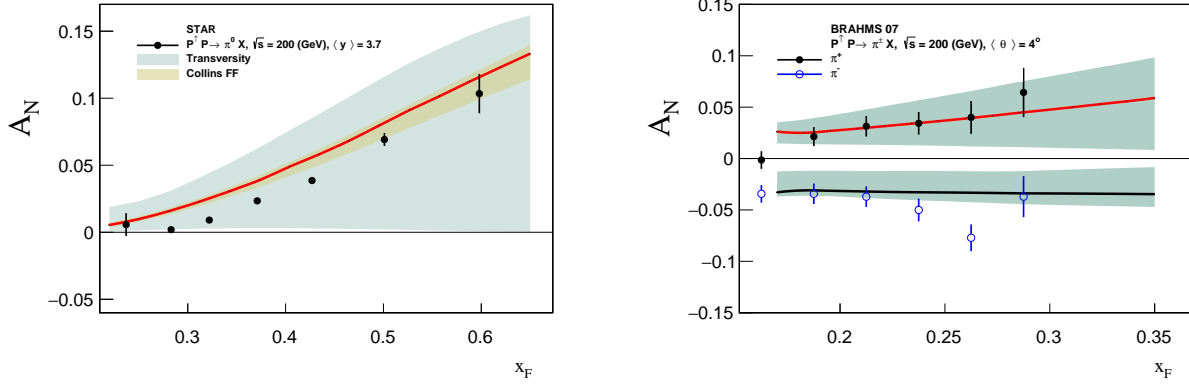 STAR
P↑ P→ π⁰ X, √s = 200 (GeV), ⟨ y ⟩ = 3.7
Transversity
Collins FF
A_N
0.15
0.1
0.05
0
−0.05
0.3
0.4
0.5
0.6
x_F
BRAHMS 07
P↑ P→ π± X, √s = 200 (GeV), ⟨ θ ⟩ = 4°
π⁺
π⁻
A_N
0.15
0.1
0.05
0
−0.05
−0.1
−0.15
0.2
0.25
0.3
0.35
x_F